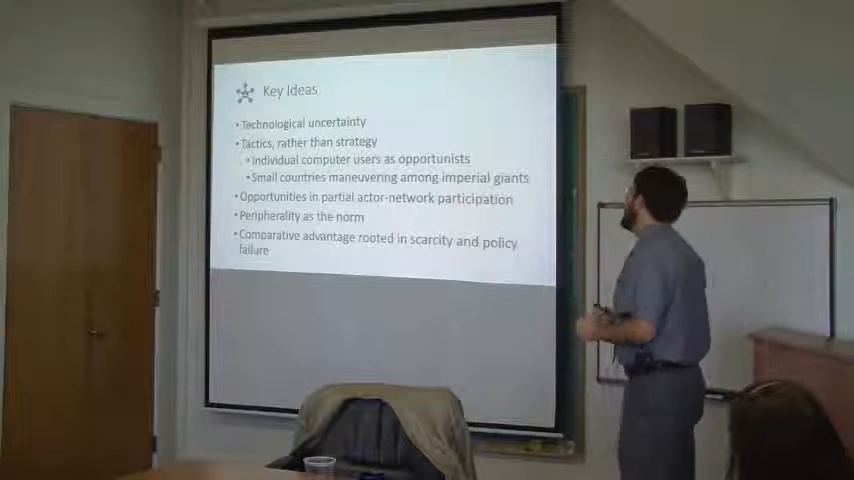 Key Ideas
• Technological uncertainty
• Tactics, rather than strategy
• Individual computer users as opportunists
• Small countries maneuvering among imperial giants
• Opportunities in partial actor-network participation
• Peripherality as the norm
• Comparative advantage rooted in scarcity and policy
failure